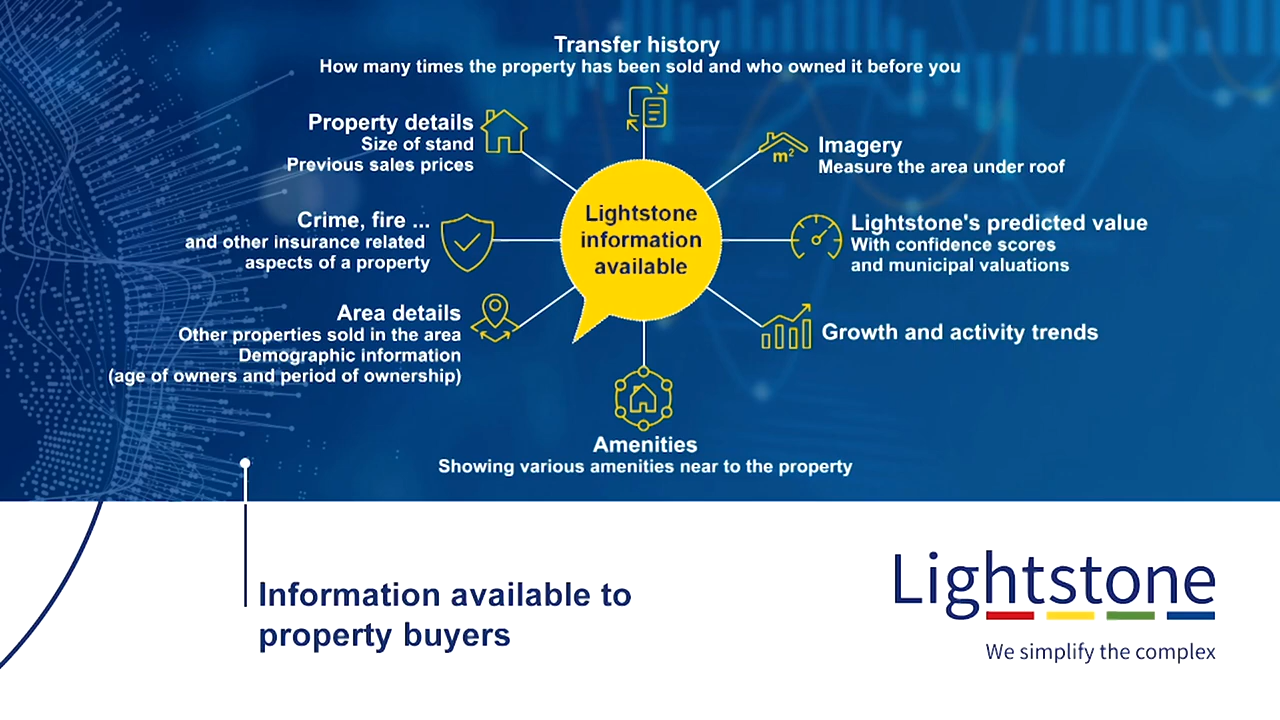 Transfer history
How many times the property has been sold and who owned it before you
Property details
Size of stand
Previous sales prices
m²
Imagery
Measure the area under roof
Crime, fire ...
and other insurance related
aspects of a property
Lightstone
information
available
Lightstone's predicted value
With confidence scores
and municipal valuations
Area details
Other properties sold in the area
Demographic information
(age of owners and period of ownership)
Growth and activity trends
Amenities
Showing various amenities near to the property
Information available to
property buyers
Lightstone
We simplify the complex